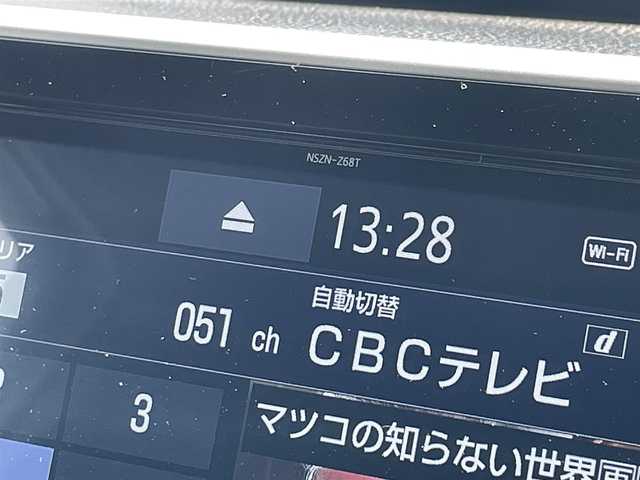 NSZN-Z68T
13:28
Wi-Fi
リア
自動切替
051 ch CBCテレビ
d
3
マツコの知らない世界